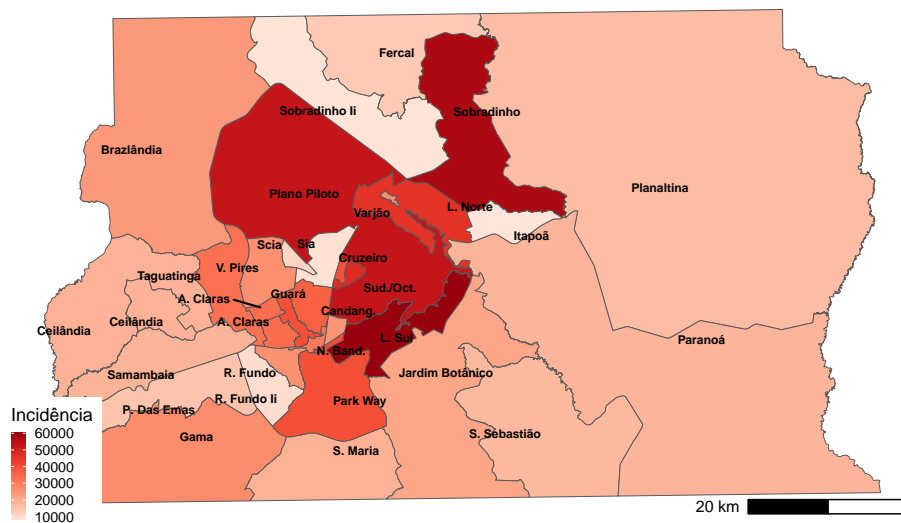 Fercal
Sobradinho Ii
Sobradinho
Brazlândia
Plano Piloto
Planaltina
L. Norte
Varjão
Itapoã
Scia
Sia
Cruzeiro
V. Pires
Taguatinga
Sud./Oct.
Guará
A. Claras
Candang.
Ceilândia
Ceilândia
A. Claras
L. Sul
Paranoá
N. Band.
Samambaia
R. Fundo
Jardim Botânico
R. Fundo Ii
Park Way
P. Das Emas
Gama
S. Sebastião
S. Maria
Incidência
60000
50000
40000
30000
20000
10000
20 km